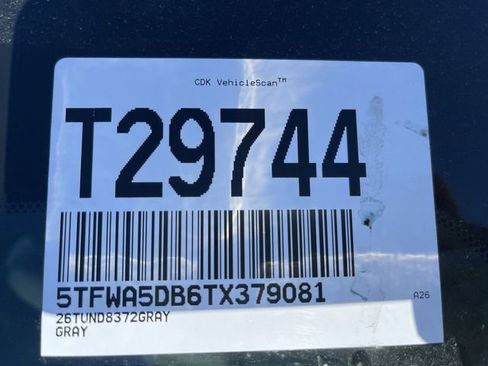 CDK VehicleScan™
T29744
5TFWA5DB6TX379081
A26
26TUND8372GRAY
GRAY